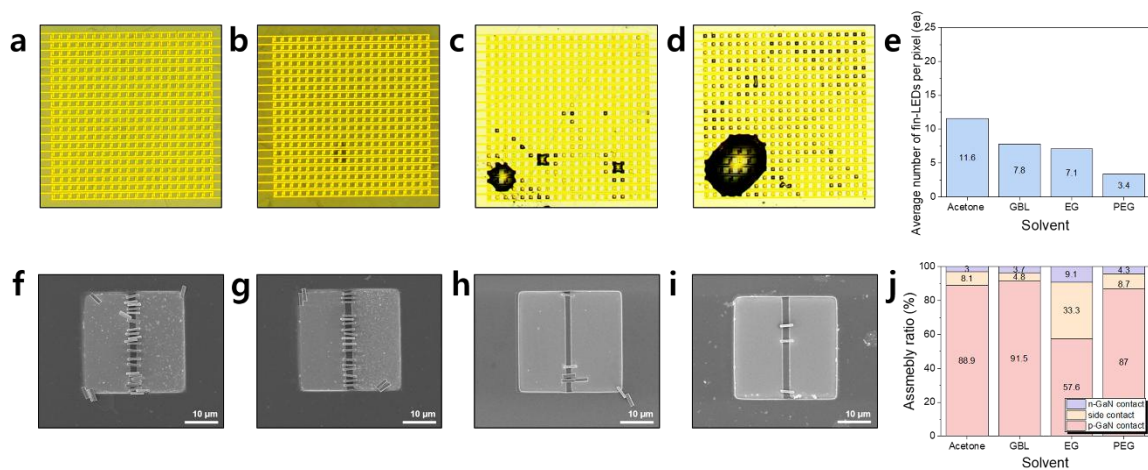 a
b
c
d
e
Average number of fin-LEDs per pixel (ea)
25
20
15
10
5
0
11.6
7.8
7.1
3.4
Acetone GBL EG PEG
Solvent
f
g
h
i
10 μm
10 μm
10 μm
10 μm
j
Assmebly ratio (%)
100
80
60
40
20
0
3 3.7 9.1 4.3
8.1 4.8 33.3 8.7
88.9 91.5 57.6 87
n-GaN contact
side contact
p-GaN contact
Acetone GBL EG PEG
Solvent